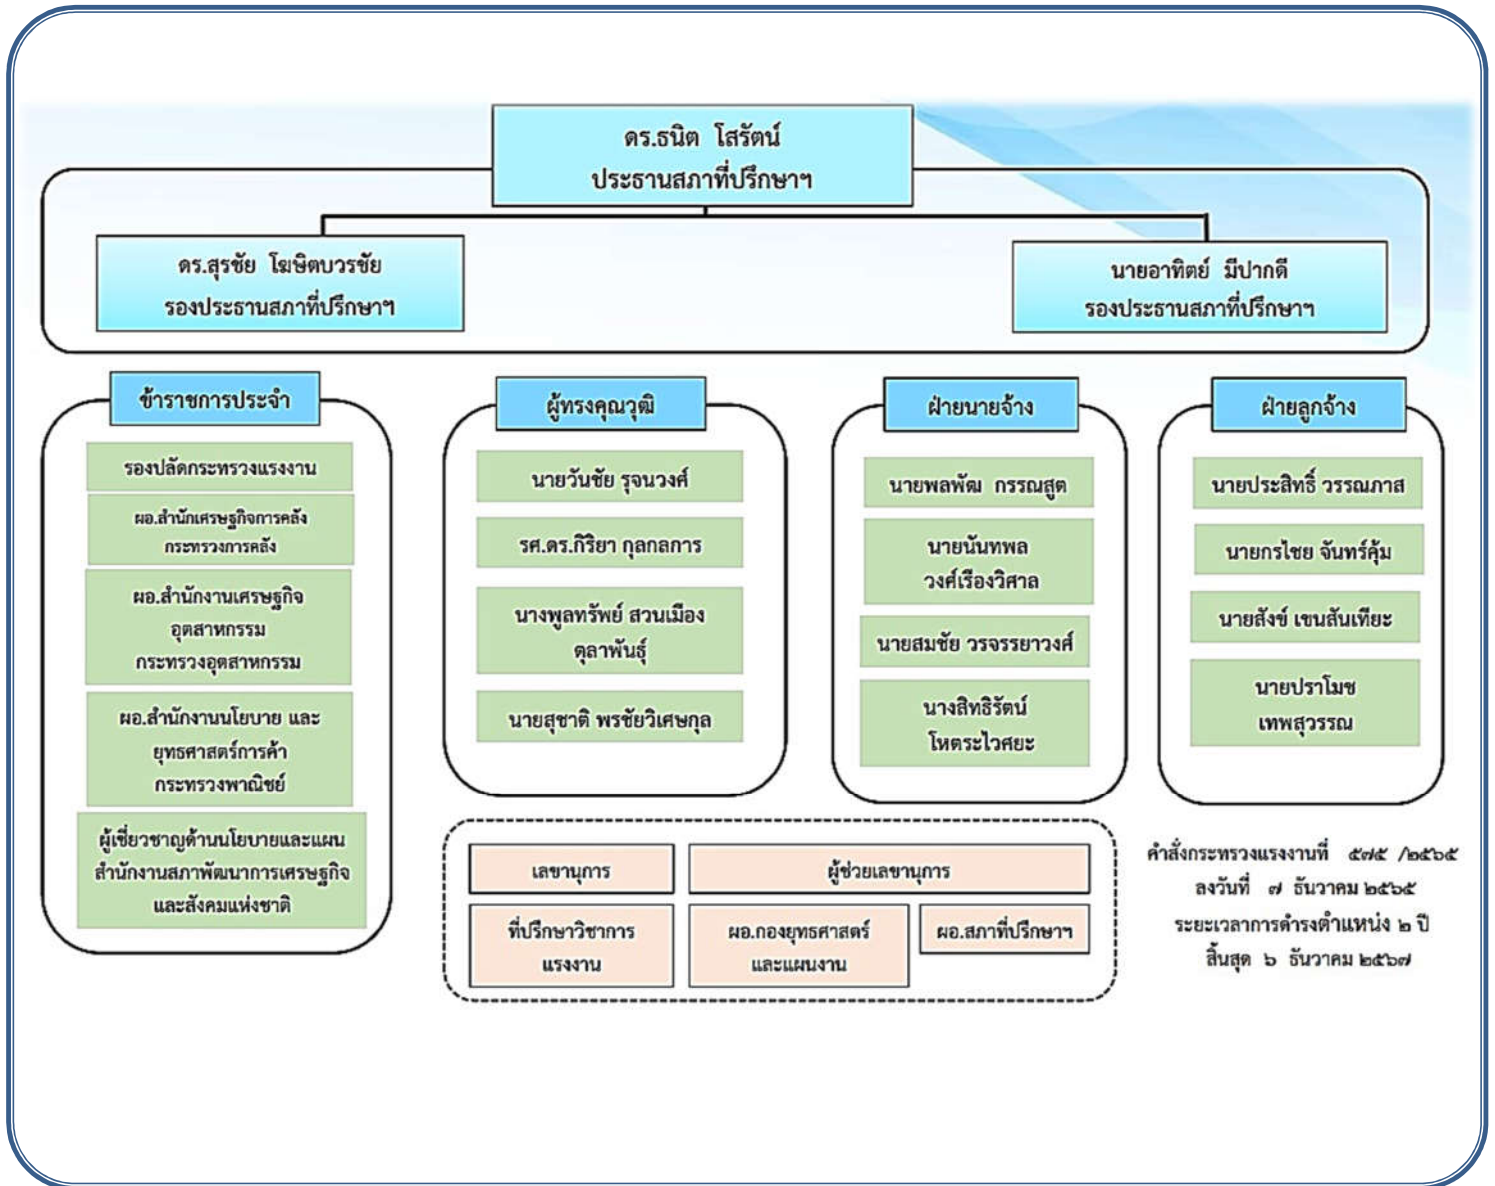 ดร.ธนิต โสรัตน์
ประธานสภาที่ปรึกษาฯ
ดร.สุรชัย โฆษิตบวรชัย
รองประธานสภาที่ปรึกษาฯ
นายอาทิตย์ มีปากดี
รองประธานสภาที่ปรึกษาฯ
ข้าราชการประจำ
รองปลัดกระทรวงแรงงาน
ผอ.สำนักเศรษฐกิจการคลัง
กระทรวงการคลัง
ผอ.สำนักงานเศรษฐกิจ
อุตสาหกรรม
กระทรวงอุตสาหกรรม
ผอ.สำนักงานนโยบาย และ
ยุทธศาสตร์การค้า
กระทรวงพาณิชย์
ผู้เชี่ยวชาญด้านนโยบายและแผน
สำนักงานสภาพัฒนาการเศรษฐกิจ
และสังคมแห่งชาติ
ผู้ทรงคุณวุฒิ
นายวันชัย รุจนวงศ์
รศ.ดร.กิริยา กุลกลการ
นางพูลทรัพย์ สวนเมือง
ตุลาพันธุ์
นายสุชาติ พรชัยวิเศษกุล
ฝ่ายนายจ้าง
นายพลพัฒ กรรณสูต
นายนันทพล
วงศ์เรืองวิศาล
นายสมชัย วรจรรยาวงศ์
นางสิทธิรัตน์
โหตระไวศยะ
ฝ่ายลูกจ้าง
นายประสิทธิ์ วรรณภาส
นายกรไชย จันทร์คุ้ม
นายสังข์ เขนสันเทียะ
นายปราโมช
เทพสุวรรณ
เลขานุการ
ผู้ช่วยเลขานุการ
ที่ปรึกษาวิชาการ
แรงงาน
ผอ.กองยุทธศาสตร์
และแผนงาน
ผอ.สภาที่ปรึกษาฯ
คำสั่งกระทรวงแรงงานที่ ๕๗๕ /๒๕๖๕
ลงวันที่ ๗ ธันวาคม ๒๕๖๕
ระยะเวลาการดำรงตำแหน่ง ๒ ปี
สิ้นสุด ๖ ธันวาคม ๒๕๖๗